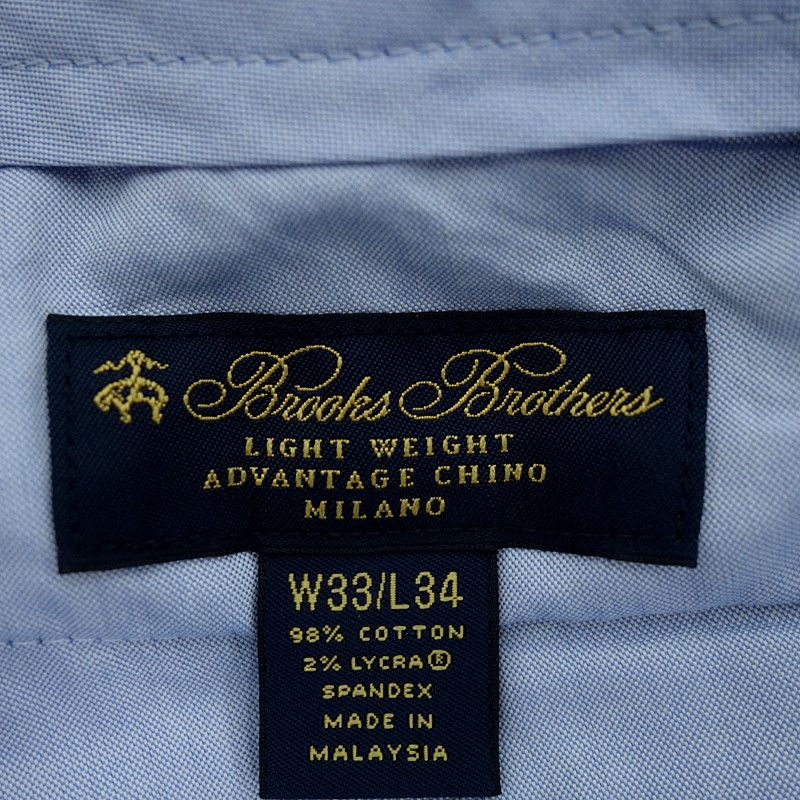 Brooks Brothers
LIGHT WEIGHT
ADVANTAGE CHINO
MILANO
W33/L34
98% COTTON
2% LYCRA®
SPANDEX
MADE IN
MALAYSIA